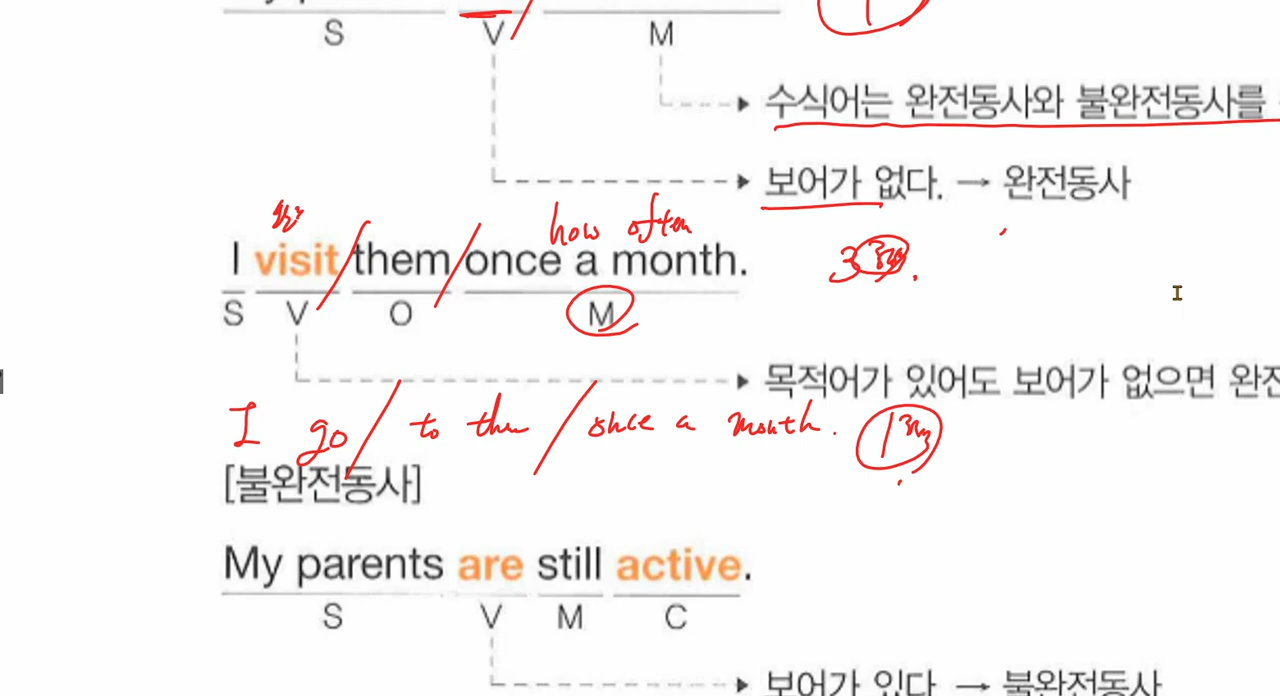 S V M
수식어는 완전동사와 불완전동사를
보어가 없다. → 완전동사
how often
I visit them once a month.
S V O M
목적어가 있어도 보어가 없으면
I go / to them / once a month.
[불완전동사]
My parents are still active.
S V M C
보어가 있다 → 불완전동사